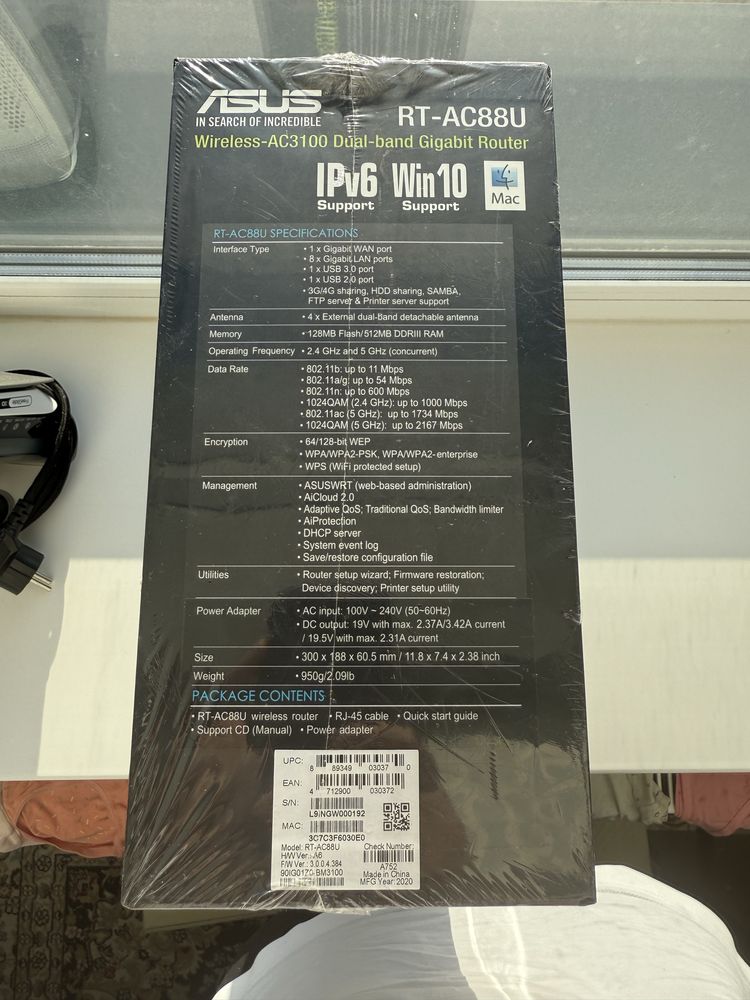 ASUS
IN SEARCH OF INCREDIBLE
RT-AC88U
Wireless-AC3100 Dual-band Gigabit Router
IPv6 Support
Win10 Support
Mac
RT-AC88U SPECIFICATIONS
Interface Type • 1 x Gigabit WAN port
• 8 x Gigabit LAN ports
• 1 x USB 3.0 port
• 1 x USB 2.0 port
• 3G/4G sharing, HDD sharing, SAMBA,
FTP server & Printer server support
Antenna • 4 x External dual-band detachable antenna
Memory • 128MB Flash/512MB DDRIII RAM
Operating Frequency • 2.4 GHz and 5 GHz (concurrent)
Data Rate • 802.11b: up to 11 Mbps
• 802.11a/g: up to 54 Mbps
• 802.11n: up to 600 Mbps
• 1024QAM (2.4 GHz): up to 1000 Mbps
• 802.11ac (5 GHz): up to 1734 Mbps
• 1024QAM (5 GHz): up to 2167 Mbps
Encryption • 64/128-bit WEP
• WPA/WPA2-PSK, WPA/WPA2-enterprise
• WPS (WiFi protected setup)
Management • ASUSWRT (web-based administration)
• AiCloud 2.0
• Adaptive QoS; Traditional QoS; Bandwidth limiter
• AiProtection
• DHCP server
• System event log
• Save/restore configuration file
Utilities • Router setup wizard; Firmware restoration;
Device discovery; Printer setup utility
Power Adapter • AC input: 100V ~ 240V (50~60Hz)
• DC output: 19V with max. 2.37A/3.42A current
/ 19.5V with max. 2.31A current
Size • 300 x 188 x 60.5 mm / 11.8 x 7.4 x 2.38 inch
Weight • 950g/2.09lb
PACKAGE CONTENTS
• RT-AC88U wireless router • RJ-45 cable • Quick start guide
• Support CD (Manual) • Power adapter
UPC: 8 89349 03037 0
EAN: 4 712900 030372
S/N:
L9INGW000192
MAC:
3C7C3F6030E0
Model: RT-AC88U Check Number:
H/W Ver.: A6
F/W Ver.: 3.0.0.4.384 A752
90IG01Z0-BM3100 Made in China
MFG Year: 2020